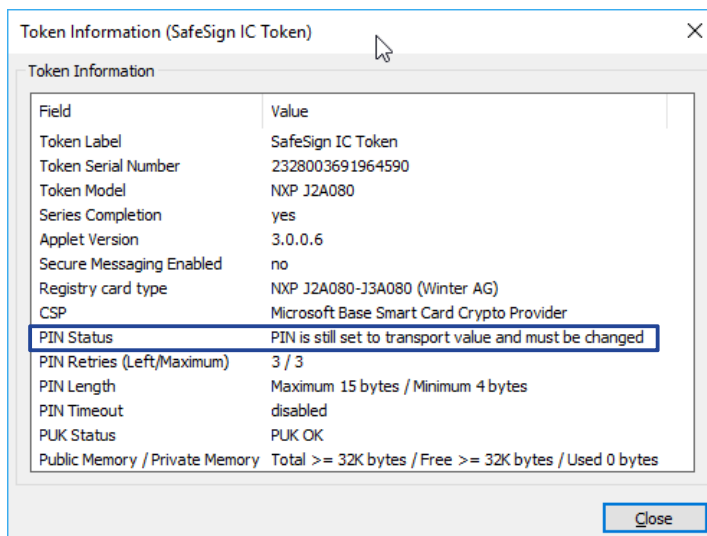 Token Information (SafeSign IC Token)
Token Information
Field Value
Token Label SafeSign IC Token
Token Serial Number 2328003691964590
Token Model NXP J2A080
Series Completion yes
Applet Version 3.0.0.6
Secure Messaging Enabled no
Registry card type NXP J2A080-J3A080 (Winter AG)
CSP Microsoft Base Smart Card Crypto Provider
PIN Status PIN is still set to transport value and must be changed
PIN Retries (Left/Maximum) 3 / 3
PIN Length Maximum 15 bytes / Minimum 4 bytes
PIN Timeout disabled
PUK Status PUK OK
Public Memory / Private Memory Total >= 32K bytes / Free >= 32K bytes / Used 0 bytes
Close